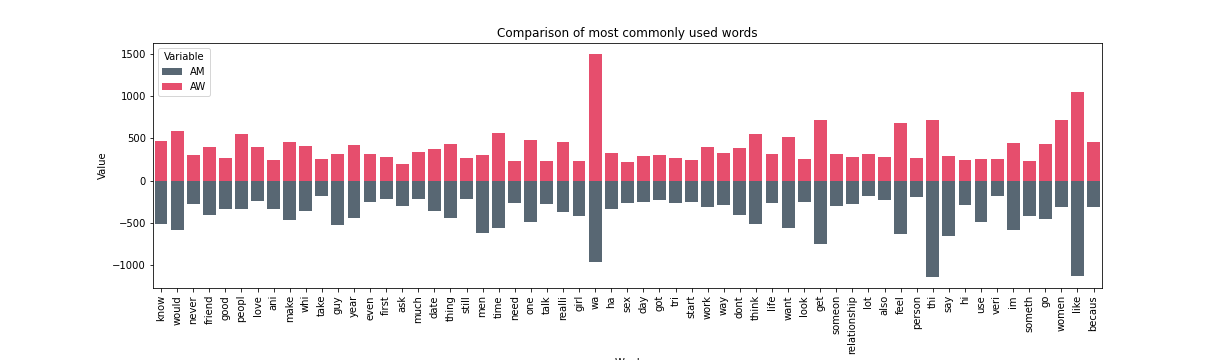 Comparison of most commonly used words
Variable
AM
AW
1500
1000
500
0
−500
−1000
Value
know
would
never
friend
good
peopl
love
ani
make
whi
take
guy
year
even
first
ask
much
date
thing
still
men
time
need
one
talk
realli
girl
wa
ha
sex
day
got
tri
start
work
way
dont
think
life
want
look
get
someon
relationship
lot
also
feel
person
thi
say
hi
use
veri
im
someth
go
women
like
becaus